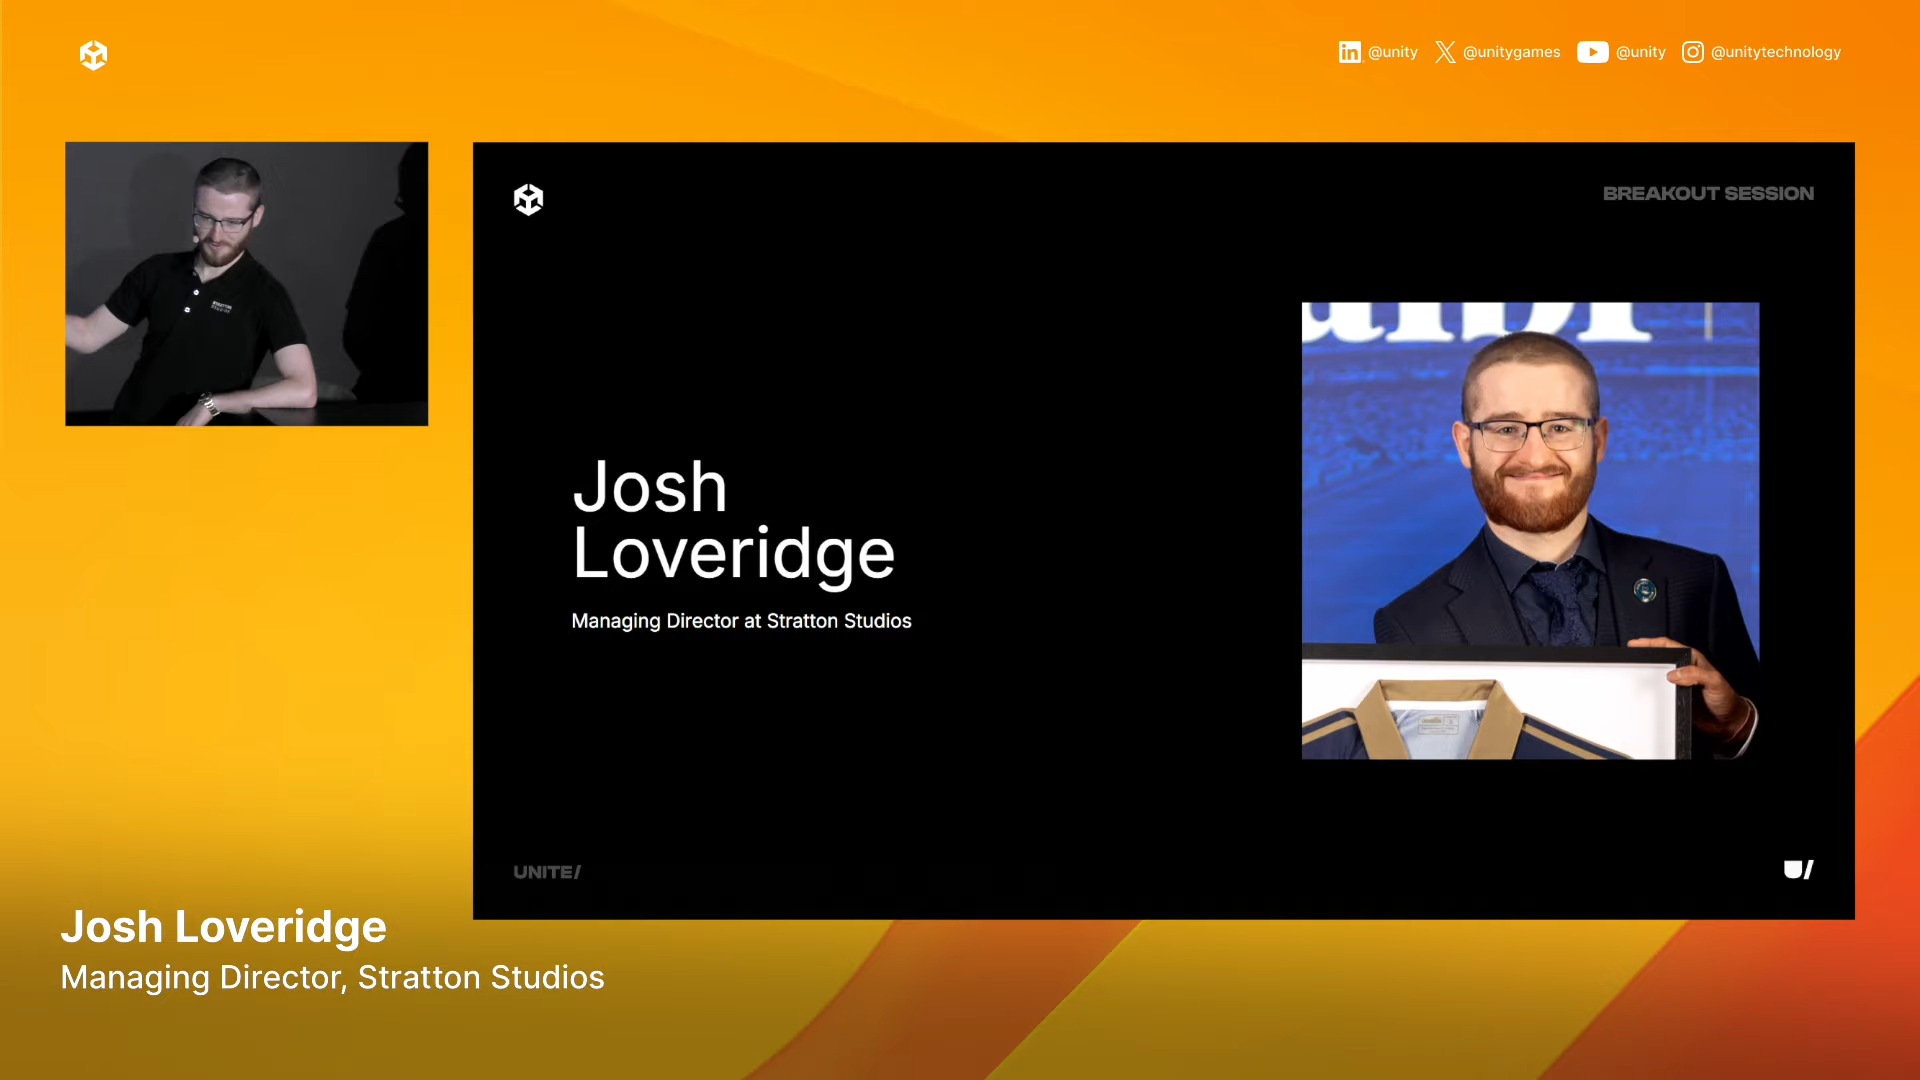 @unity
@unitygames
@unity
@unitytechnology
BREAKOUT SESSION
Josh
Loveridge
Managing Director at Stratton Studios
UNITE/
U/
Josh Loveridge
Managing Director, Stratton Studios